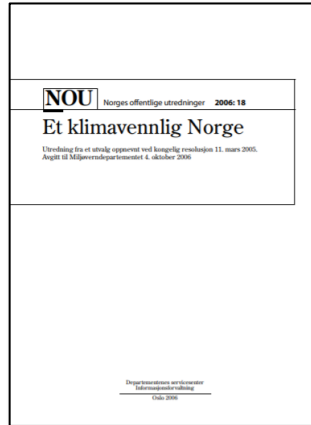 NOU Norges offentlige utredninger 2006: 18
Et klimavennlig Norge
Utredning fra et utvalg oppnevnt ved kongelig resolusjon 11. mars 2005.
Avgitt til Miljøverndepartementet 4. oktober 2006
Departementenes servicesenter
Informasjonsforvaltning
Oslo 2006